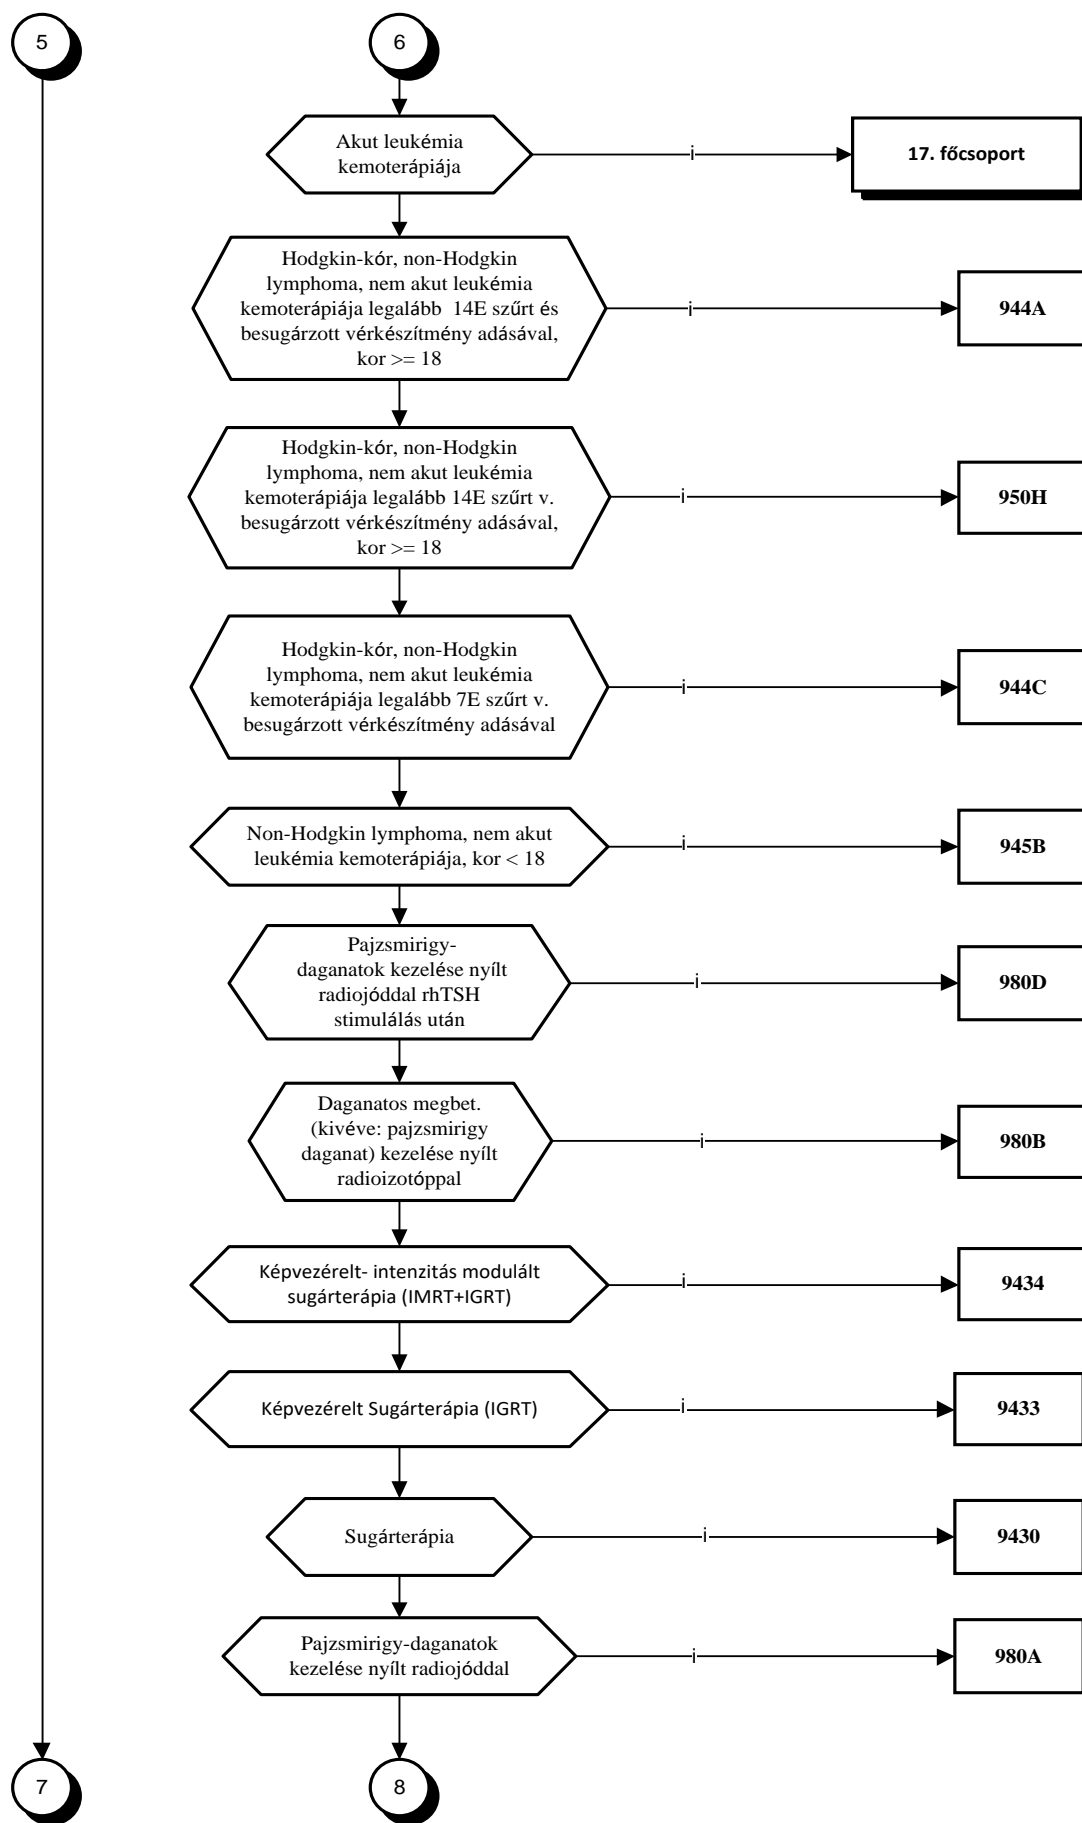 5
6
Akut leukémia
kemoterápiája
i
17. főcsoport
Hodgkin-kór, non-Hodgkin
lymphoma, nem akut leukémia
kemoterápiája legalább  14E szűrt és
besugárzott vérkészítmény adásával,
kor >= 18
i
944A
Hodgkin-kór, non-Hodgkin
lymphoma, nem akut leukémia
kemoterápiája legalább 14E szűrt v.
besugárzott vérkészítmény adásával,
kor >= 18
i
950H
Hodgkin-kór, non-Hodgkin
lymphoma, nem akut leukémia
kemoterápiája legalább 7E szűrt v.
besugárzott vérkészítmény adásával
i
944C
Non-Hodgkin lymphoma, nem akut
leukémia kemoterápiája, kor < 18
i
945B
Pajzsmirigy-
daganatok kezelése nyílt
radiojóddal rhTSH
stimulálás után
i
980D
Daganatos megbet.
(kivéve: pajzsmirigy
daganat) kezelése nyílt
radioizotóppal
i
980B
Képvezérelt- intenzitás modulált
sugárterápia (IMRT+IGRT)
i
9434
Képvezérelt Sugárterápia (IGRT)
i
9433
Sugárterápia
i
9430
Pajzsmirigy-daganatok
kezelése nyílt radiojóddal
i
980A
7
8